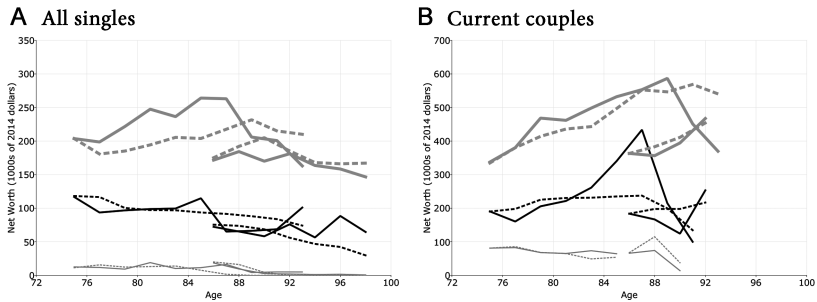 A All singles
Net Worth (1000s of 2014 dollars)
350
300
250
200
150
100
50
0
72 76 80 84 88 92 96 100
Age
B Current couples
Net Worth (1000s of 2014 dollars)
700
600
500
400
300
200
100
0
72 76 80 84 88 92 96 100
Age